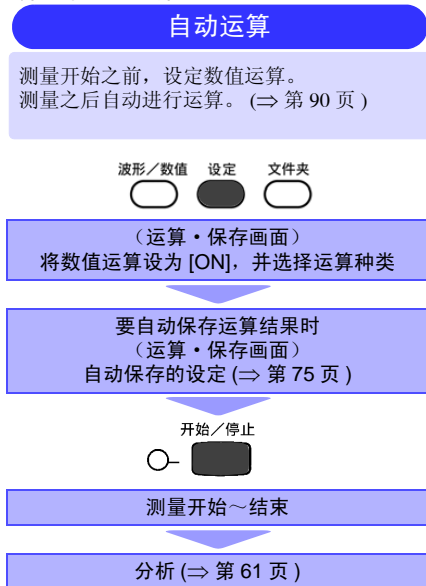 自动运算
测量开始之前，设定数值运算。
测量之后自动进行运算。 (⇒ 第 90 页 )
波形／数值 设定 文件夹
（运算・保存画面）
将数值运算设为 [ON]，并选择运算种类
要自动保存运算结果时
（运算・保存画面）
自动保存的设定 (⇒ 第 75 页 )
开始／停止
测量开始～结束
分析 (⇒ 第 61 页 )